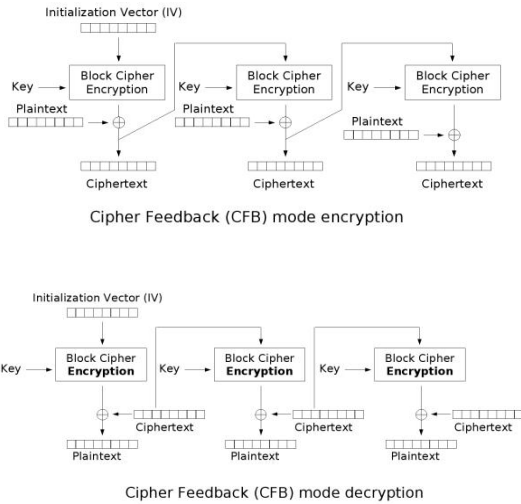 Initialization Vector (IV)
Key
Block Cipher
Encryption
Key
Block Cipher
Encryption
Key
Block Cipher
Encryption
Plaintext
Plaintext
Plaintext
Ciphertext
Ciphertext
Ciphertext
Cipher Feedback (CFB) mode encryption
Initialization Vector (IV)
Key
Block Cipher
Encryption
Key
Block Cipher
Encryption
Key
Block Cipher
Encryption
Ciphertext
Ciphertext
Ciphertext
Plaintext
Plaintext
Plaintext
Cipher Feedback (CFB) mode decryption